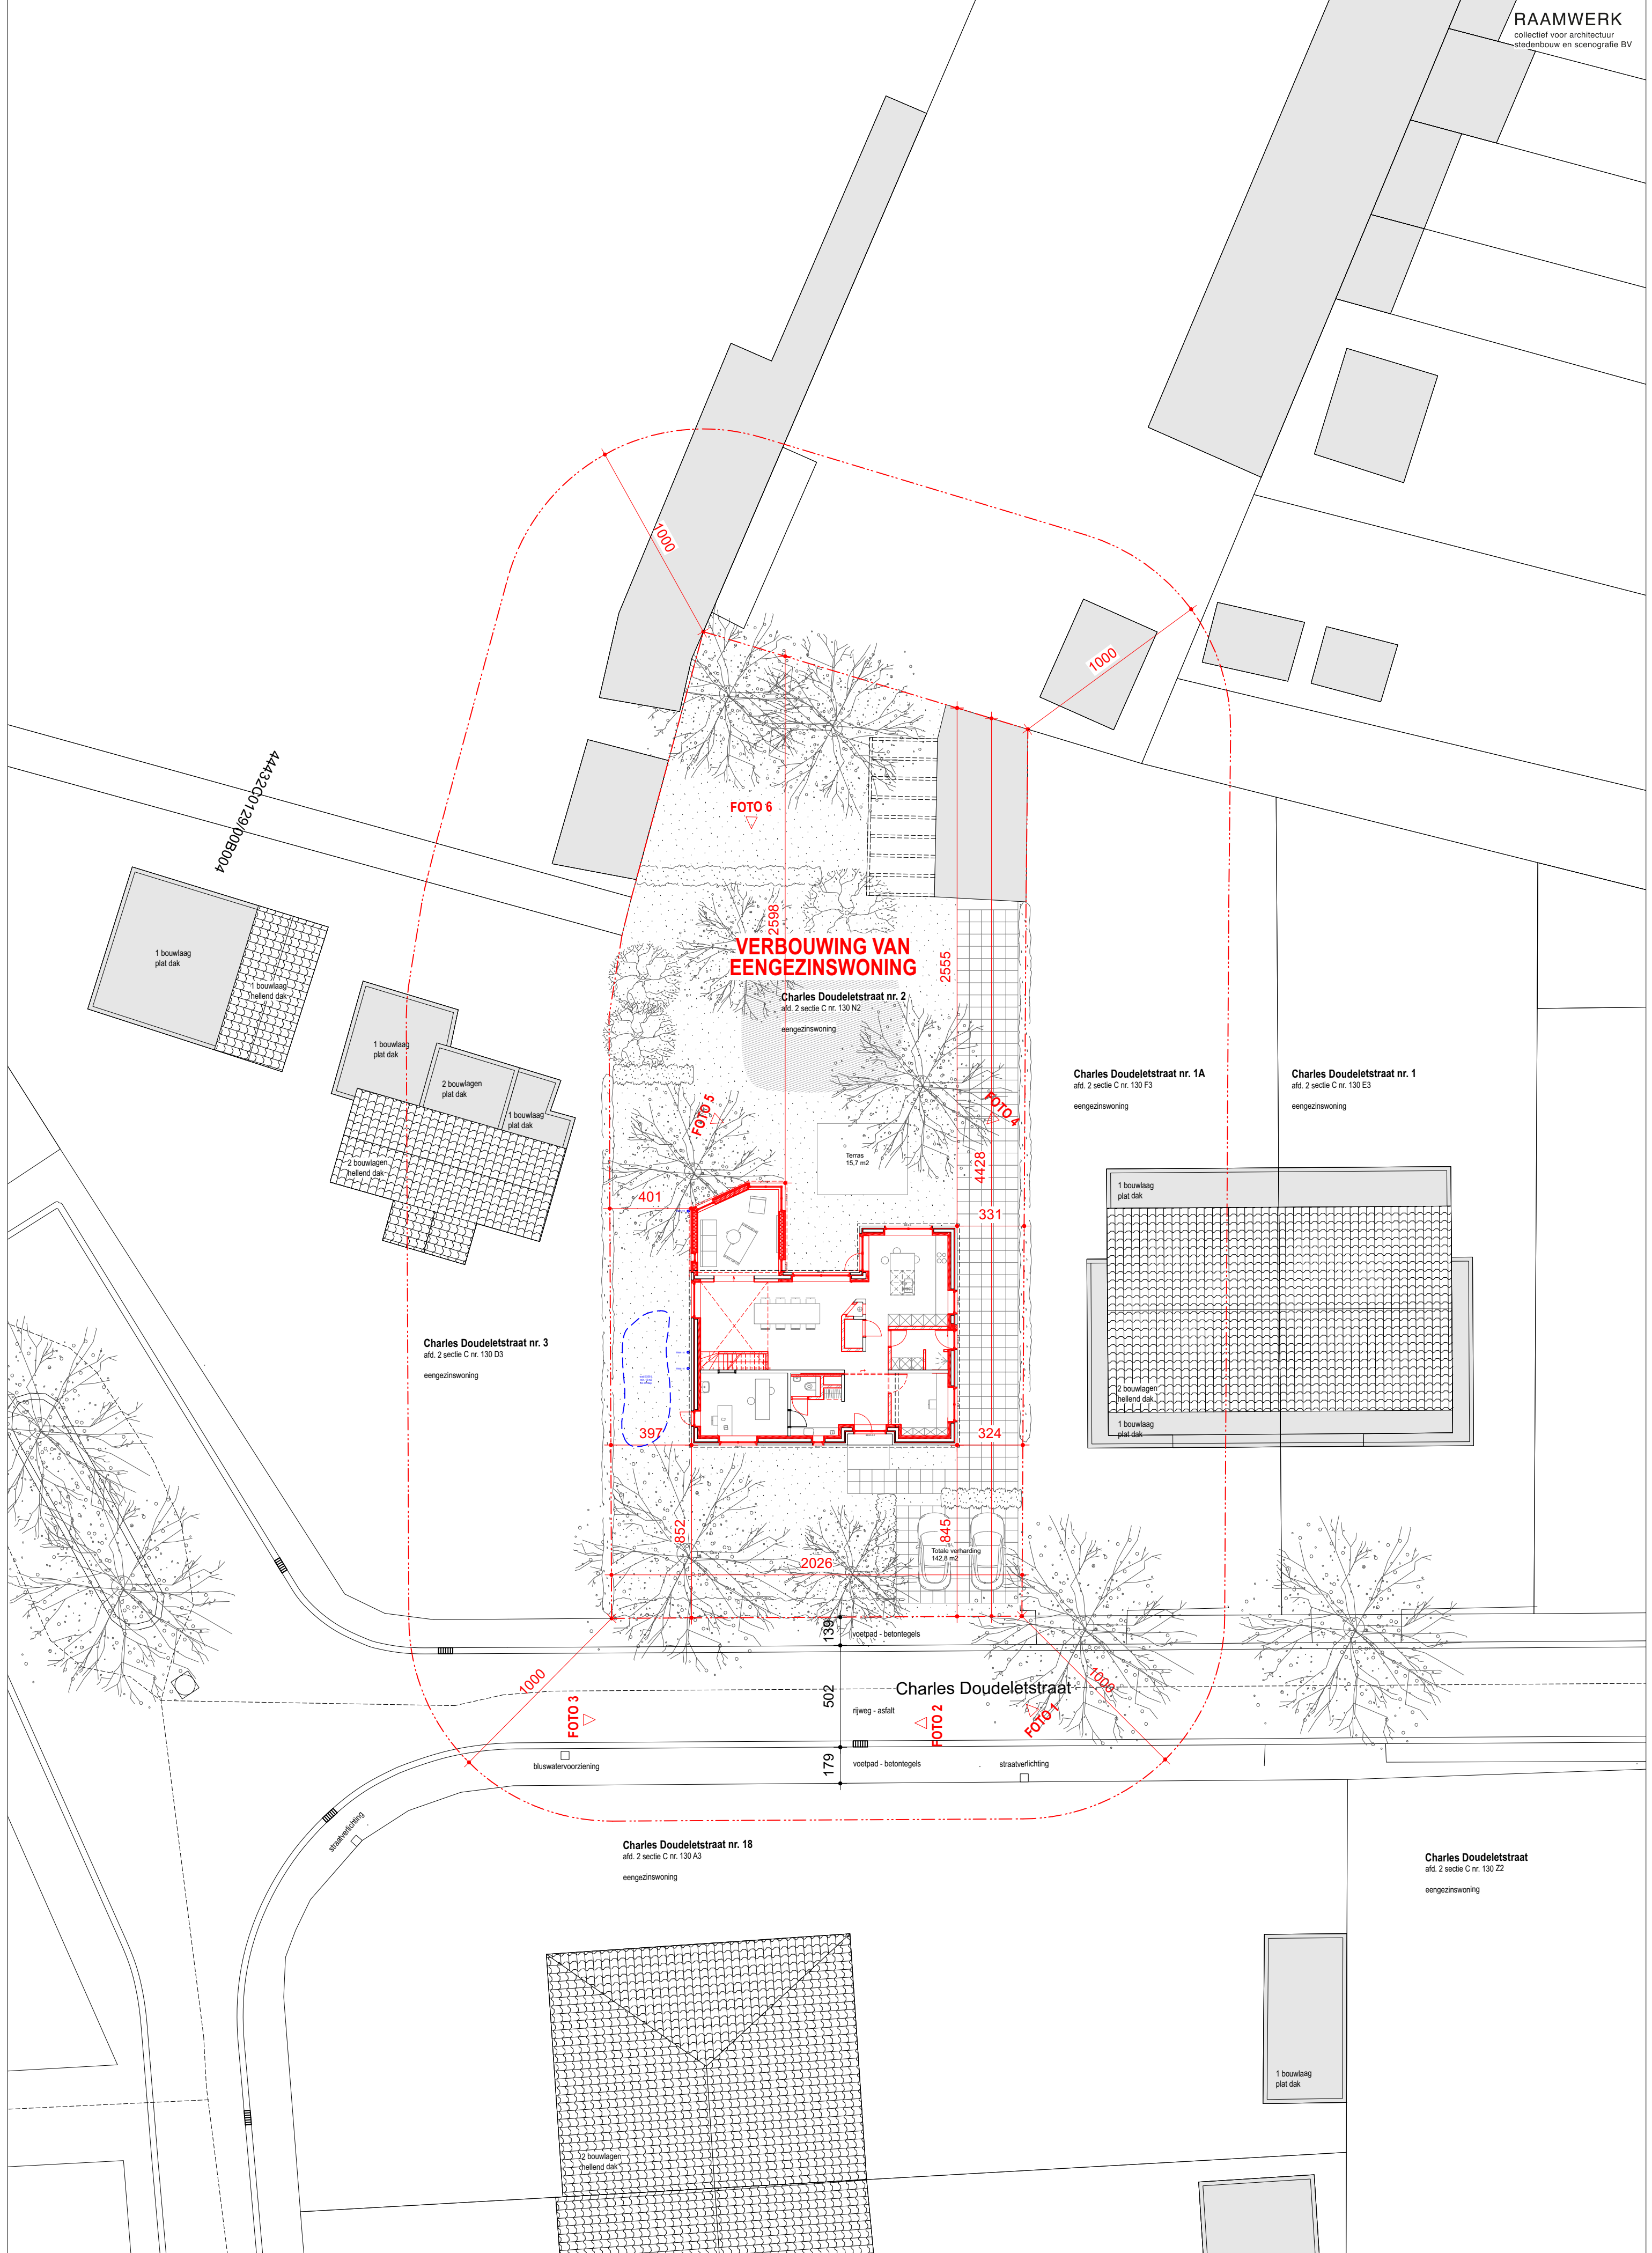 RAAMWERK
collectief voor architectuur
stedenbouw en scenografie BV
1000
1000
44432C0129/00B004
FOTO 6
1 bouwlaag
plat dak
1 bouwlaag
hellend dak
2598
VERBOUWING VAN
EENGEZINSWONING
2555
Charles Doudeletstraat nr. 2
afd. 2 sectie C nr. 130 N2
eengezinswoning
1 bouwlaag
plat dak
2 bouwlagen
plat dak
1 bouwlaag
plat dak
2 bouwlagen
hellend dak
Charles Doudeletstraat nr. 1A
afd. 2 sectie C nr. 130 F3
eengezinswoning
Charles Doudeletstraat nr. 1
afd. 2 sectie C nr. 130 E3
eengezinswoning
FOTO 5
FOTO 4
Terras
15,7 m2
4428
401
331
1 bouwlaag
plat dak
Charles Doudeletstraat nr. 3
afd. 2 sectie C nr. 130 D3
eengezinswoning
2 bouwlagen
hellend dak
1 bouwlaag
plat dak
397
324
852
845
Totale verharding
142,8 m2
2026
139
voetpad - betontegels
1000
1000
502
Charles Doudeletstraat
rijweg - asfalt
FOTO 3
FOTO 2
FOTO 1
179
bluswatervoorziening
voetpad - betontegels
straatverlichting
straatverlichting
Charles Doudeletstraat nr. 18
afd. 2 sectie C nr. 130 A3
eengezinswoning
Charles Doudeletstraat
afd. 2 sectie C nr. 130 Z2
eengezinswoning
1 bouwlaag
plat dak
2 bouwlagen
hellend dak